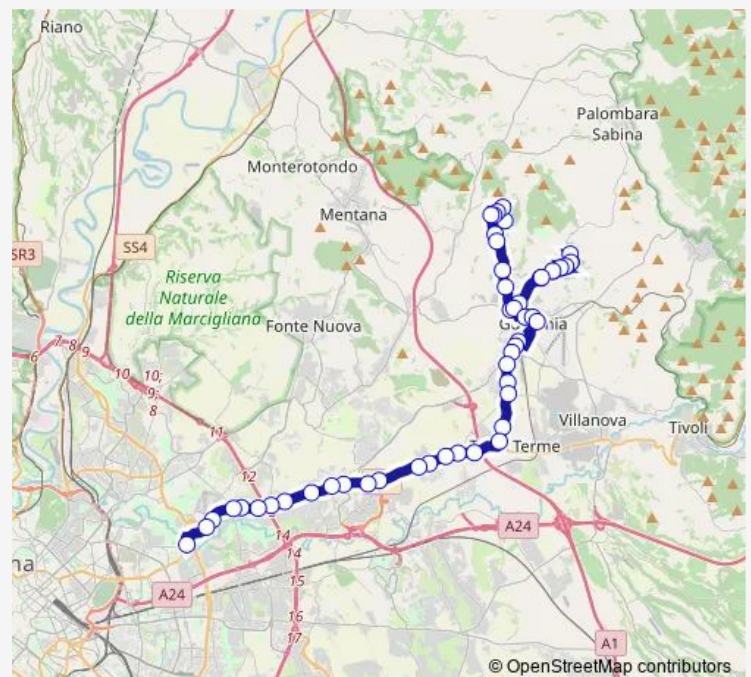 Riano
Palombara
Sabina
Monterotondo
Mentana
SS4
SR3
Riserva
Naturale
della Marcigliana
Fonte Nuova
6
7
8
9
10
10;
9;
8
11
12
Villanova
Tivoli
Terme
14
14
A24
15
A24
16
17
A1
© OpenStreetMap contributors